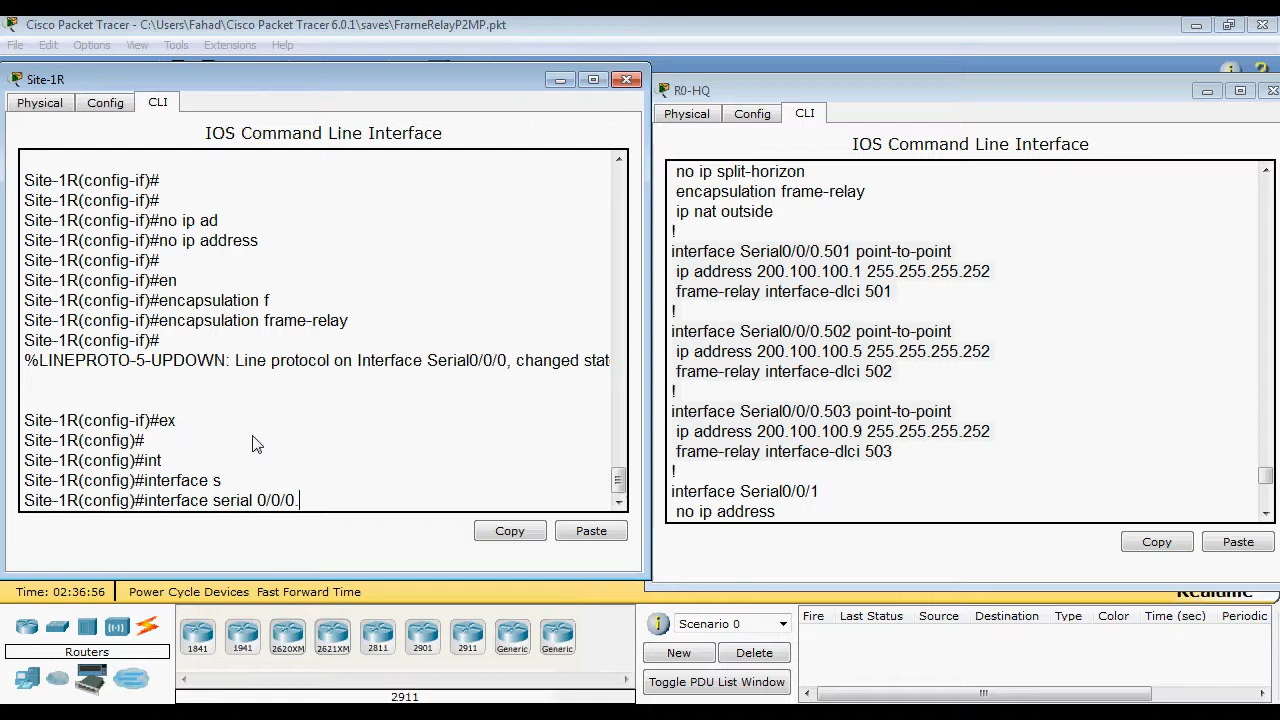 Cisco Packet Tracer - C:\Users\Fahad\Cisco Packet Tracer 6.0.1\saves\FrameRelayP2MP.pkt
File Edit Options View Tools Extensions Help
Site-1R
Physical Config CLI
IOS Command Line Interface
Site-1R(config-if)#
Site-1R(config-if)#
Site-1R(config-if)#no ip ad
Site-1R(config-if)#no ip address
Site-1R(config-if)#
Site-1R(config-if)#en
Site-1R(config-if)#encapsulation f
Site-1R(config-if)#encapsulation frame-relay
Site-1R(config-if)#
%LINEPROTO-5-UPDOWN: Line protocol on Interface Serial0/0/0, changed stat
Site-1R(config-if)#ex
Site-1R(config)#
Site-1R(config)#int
Site-1R(config)#interface s
Site-1R(config)#interface serial 0/0/0.
Copy Paste
R0-HQ
Physical Config CLI
IOS Command Line Interface
no ip split-horizon
encapsulation frame-relay
ip nat outside
!
interface Serial0/0/0.501 point-to-point
ip address 200.100.100.1 255.255.255.252
frame-relay interface-dlci 501
!
interface Serial0/0/0.502 point-to-point
ip address 200.100.100.5 255.255.255.252
frame-relay interface-dlci 502
!
interface Serial0/0/0.503 point-to-point
ip address 200.100.100.9 255.255.255.252
frame-relay interface-dlci 503
!
interface Serial0/0/1
no ip address
Copy Paste
Time: 02:36:56 Power Cycle Devices Fast Forward Time
Realtime
Routers
1841 1941 2620XM 2621XM 2811 2901 2911 Generic Generic
2911
Scenario 0
New Delete
Toggle PDU List Window
Fire Last Status Source Destination Type Color Time (sec) Periodic